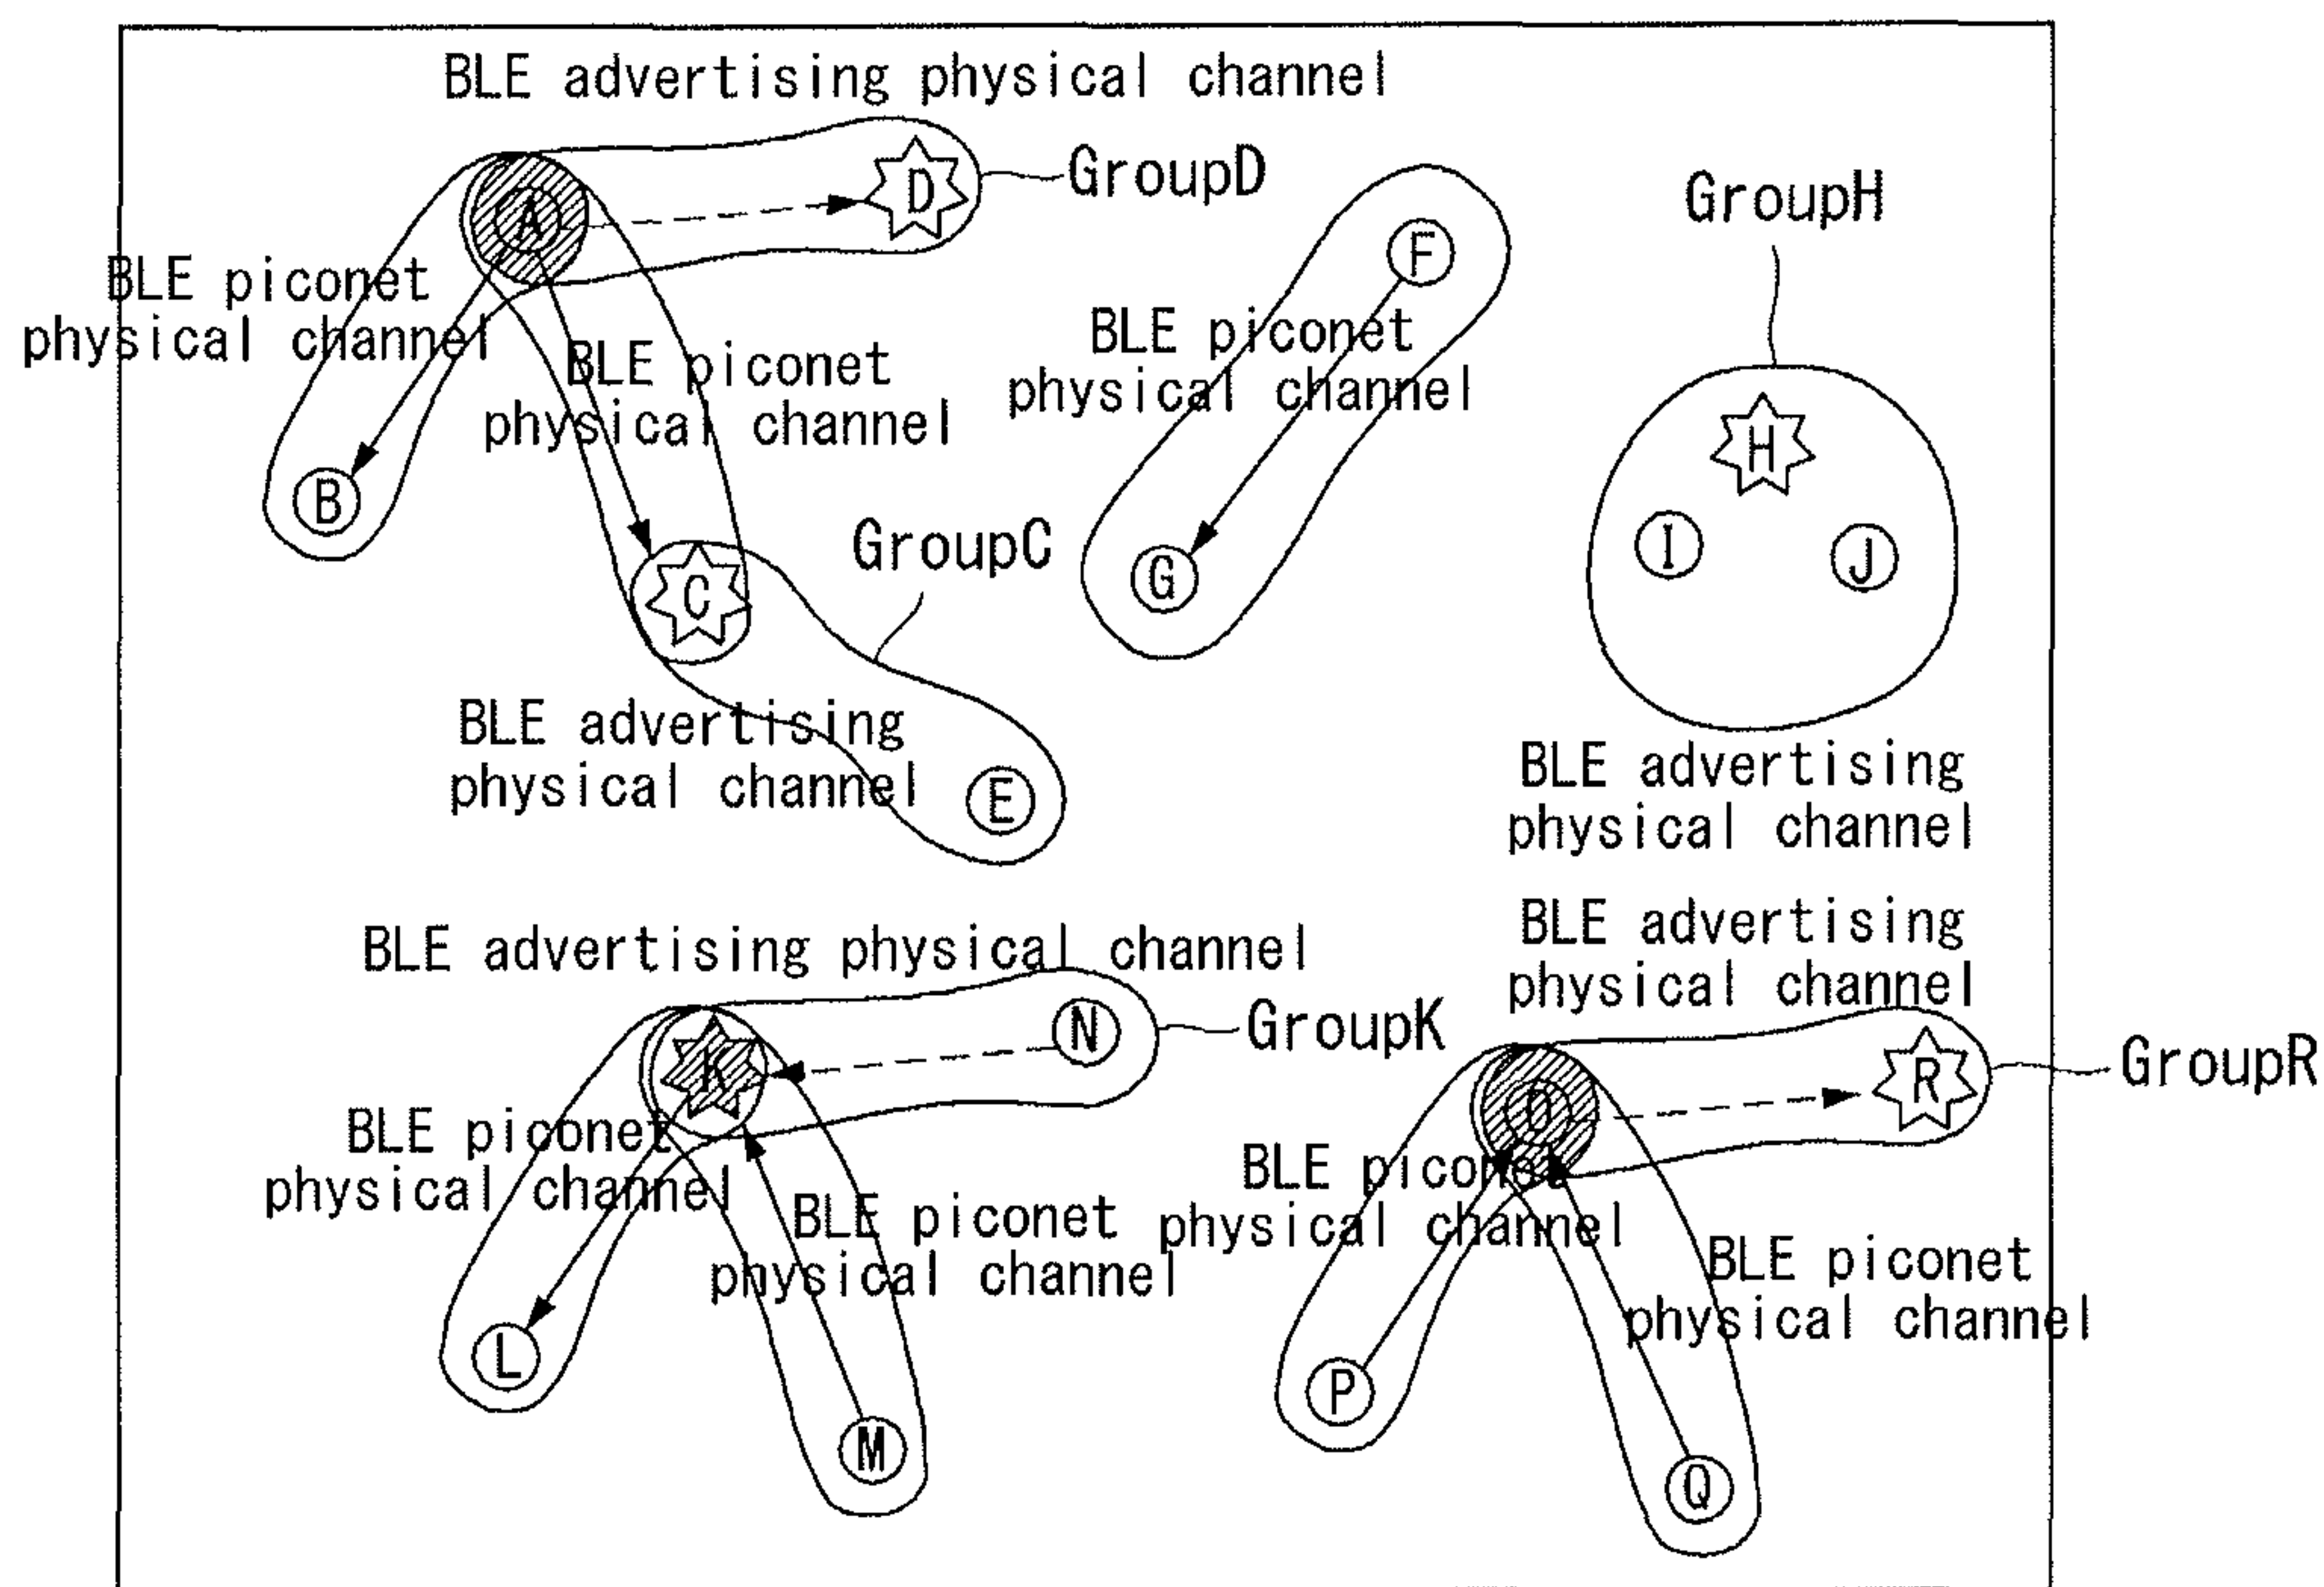 BLE advertising physical channel
GroupD
A
D
BLE piconet
physical channel
BLE piconet
physical channel
B
C
GroupC
BLE advertising
physical channel
E
F
BLE piconet
physical channel
G
GroupH
H
I
J
BLE advertising
physical channel
BLE advertising physical channel
GroupK
K
N
BLE piconet
physical channel
BLE piconet
physical channel
L
M
BLE advertising
physical channel
GroupR
R
BLE piconet
physical channel
BLE piconet
physical channel
P
Q